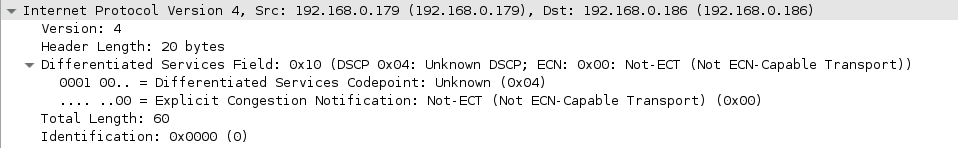 Internet Protocol Version 4, Src: 192.168.0.179 (192.168.0.179), Dst: 192.168.0.186 (192.168.0.186)
Version: 4
Header Length: 20 bytes
Differentiated Services Field: 0x10 (DSCP 0x04: Unknown DSCP; ECN: 0x00: Not-ECT (Not ECN-Capable Transport))
0001 00.. = Differentiated Services Codepoint: Unknown (0x04)
.... ..00 = Explicit Congestion Notification: Not-ECT (Not ECN-Capable Transport) (0x00)
Total Length: 60
Identification: 0x0000 (0)